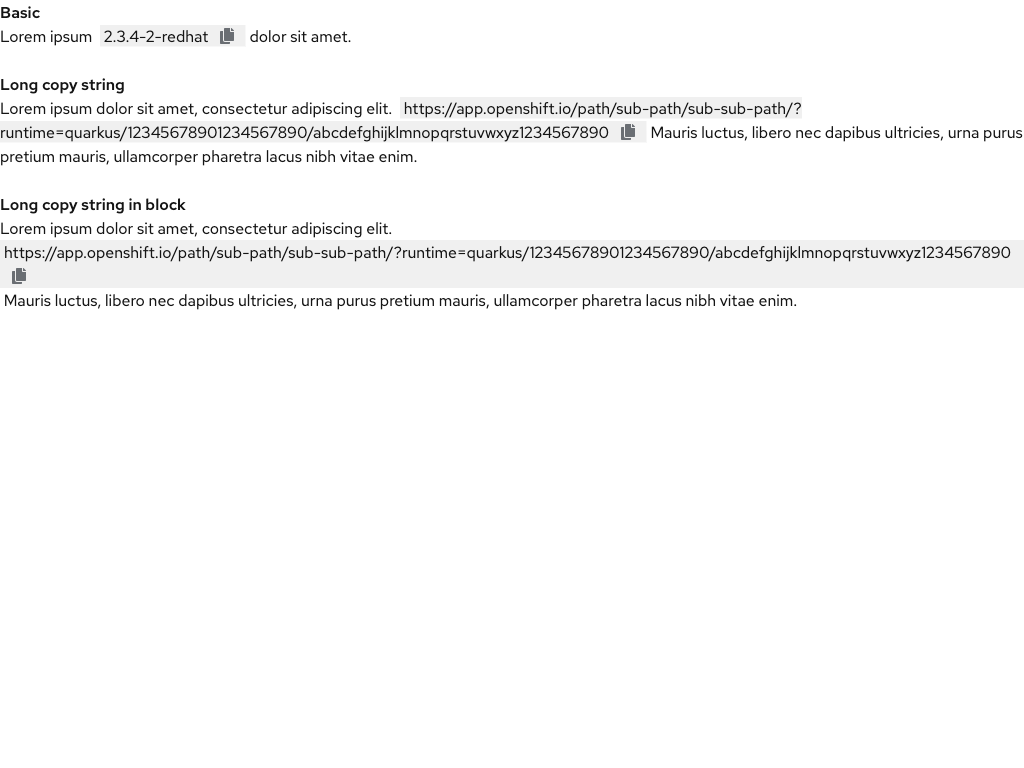 Basic
Lorem ipsum 2.3.4-2-redhat dolor sit amet.
Long copy string
Lorem ipsum dolor sit amet, consectetur adipiscing elit. https://app.openshift.io/path/sub-path/sub-sub-path/?
runtime=quarkus/12345678901234567890/abcdefghijklmnopqrstuvwxyz1234567890 Mauris luctus, libero nec dapibus ultricies, urna purus
pretium mauris, ullamcorper pharetra lacus nibh vitae enim.
Long copy string in block
Lorem ipsum dolor sit amet, consectetur adipiscing elit.
https://app.openshift.io/path/sub-path/sub-sub-path/?runtime=quarkus/12345678901234567890/abcdefghijklmnopqrstuvwxyz1234567890
Mauris luctus, libero nec dapibus ultricies, urna purus pretium mauris, ullamcorper pharetra lacus nibh vitae enim.